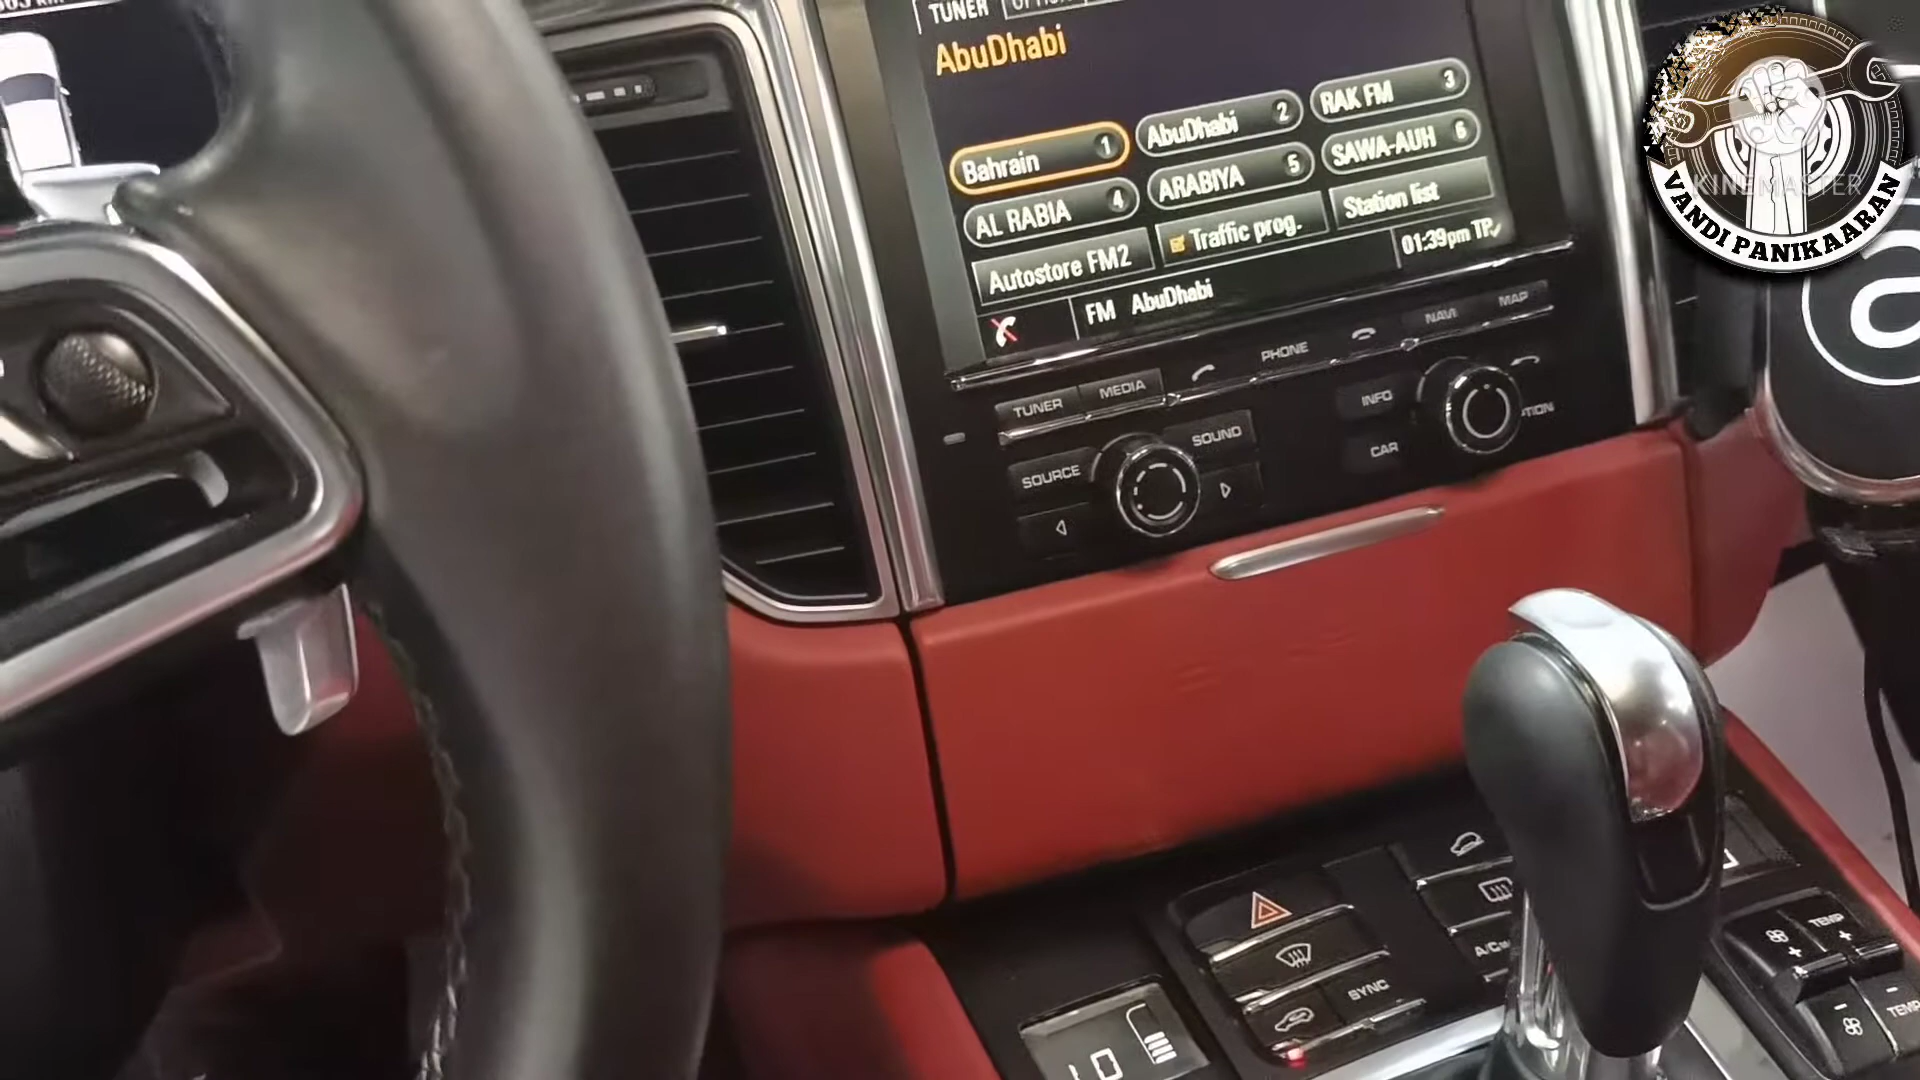 TUNER
AbuDhabi
Bahrain 1
AbuDhabi 2
RAK FM 3
AL RABIA 4
ARABIYA 5
SAWA-AUH 6
Autostore FM2
Traffic prog.
Station list
FM AbuDhabi
01:39pm TP
TUNER
MEDIA
PHONE
NAVI
MAP
SOURCE
SOUND
INFO
CAR
SYNC
A/C
TEMP
TEMP
LO
KINEMASTER
VANDI PANIKAARAN